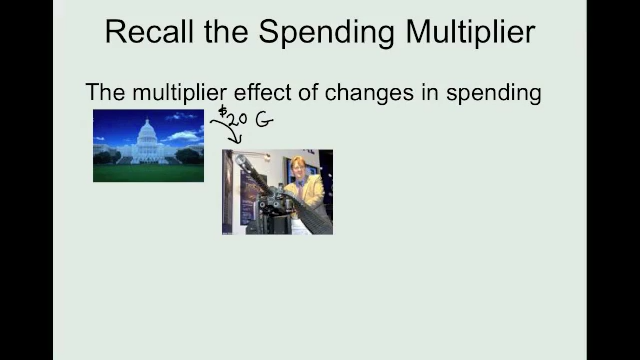 Recall the Spending Multiplier
The multiplier effect of changes in spending
$20 G